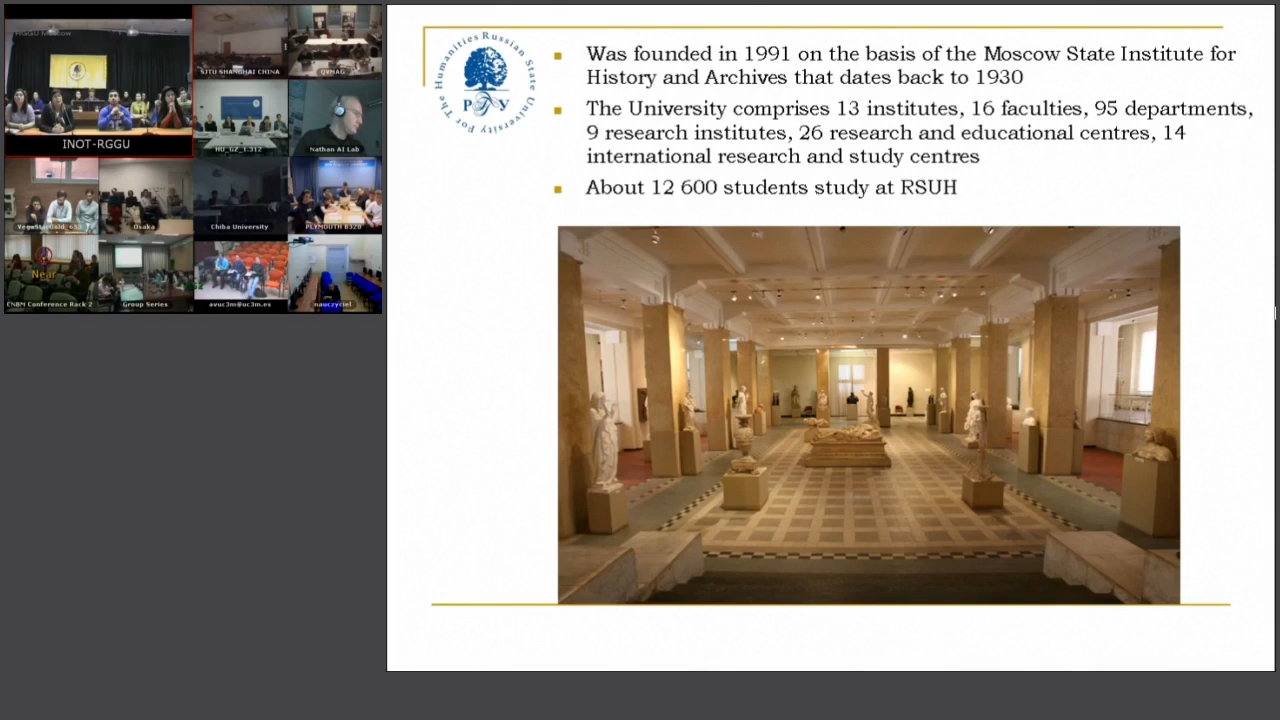 INOT-RGGU
SJTU SHANGHAI CHINA
QVMAG
HU_GZ_1.312
Nathan AI Lab
Osaka
Chiba University
PLYMOUTH B320
Near
CNBM Conference Rack 2
Group Series
avuc3m@uc3m.es
nauczyciel
The Humanities Russian State University For
РГГУ
Was founded in 1991 on the basis of the Moscow State Institute for
History and Archives that dates back to 1930
The University comprises 13 institutes, 16 faculties, 95 departments,
9 research institutes, 26 research and educational centres, 14
international research and study centres
About 12 600 students study at RSUH